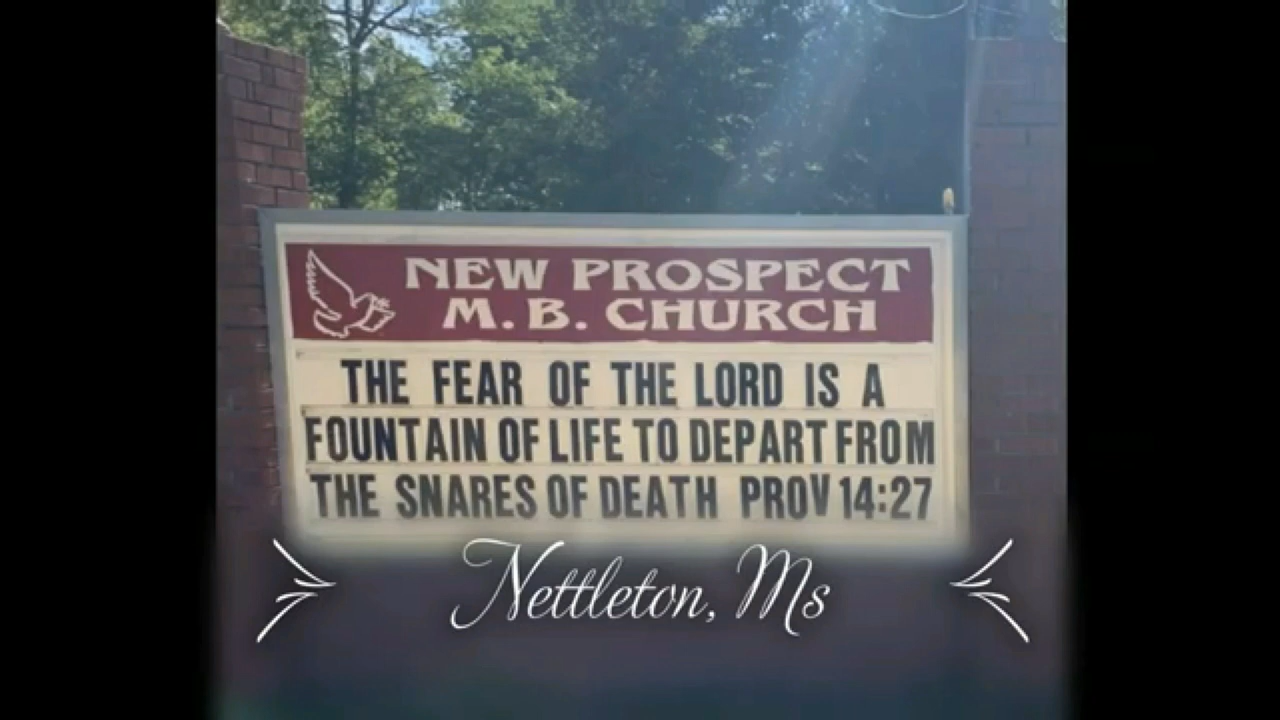 NEW PROSPECT
M. B. CHURCH
THE FEAR OF THE LORD IS A
FOUNTAIN OF LIFE TO DEPART FROM
THE SNARES OF DEATH PROV 14:27
Nettleton, Ms